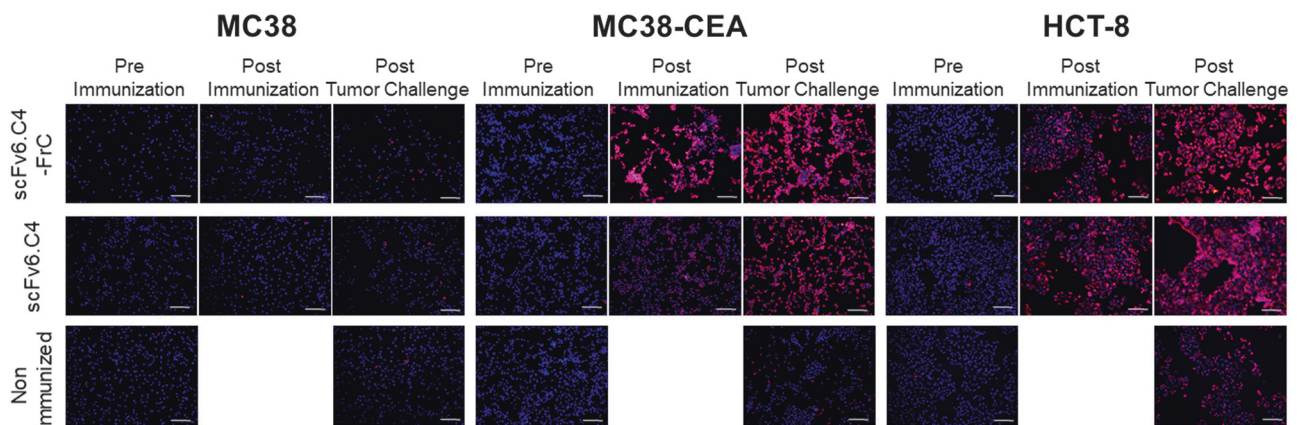 MC38 MC38-CEA HCT-8
Pre Post Post Pre Post Post Pre Post Post
Immunization Immunization Tumor Challenge Immunization Immunization Tumor Challenge Immunization Immunization Tumor Challenge
scFv6.C4
-FrC
scFv6.C4
Non
Immunized